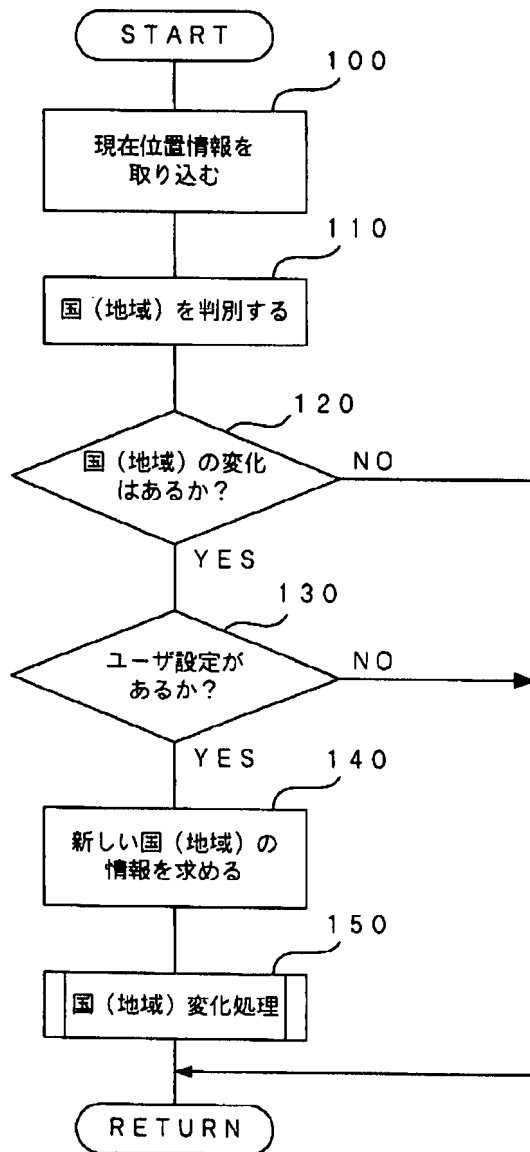 START
100
現在位置情報を
取り込む
110
国（地域）を判別する
120
国（地域）の変化
はあるか？
NO
YES
130
ユーザ設定が
あるか？
NO
YES
140
新しい国（地域）の
情報を求める
150
国（地域）変化処理
RETURN